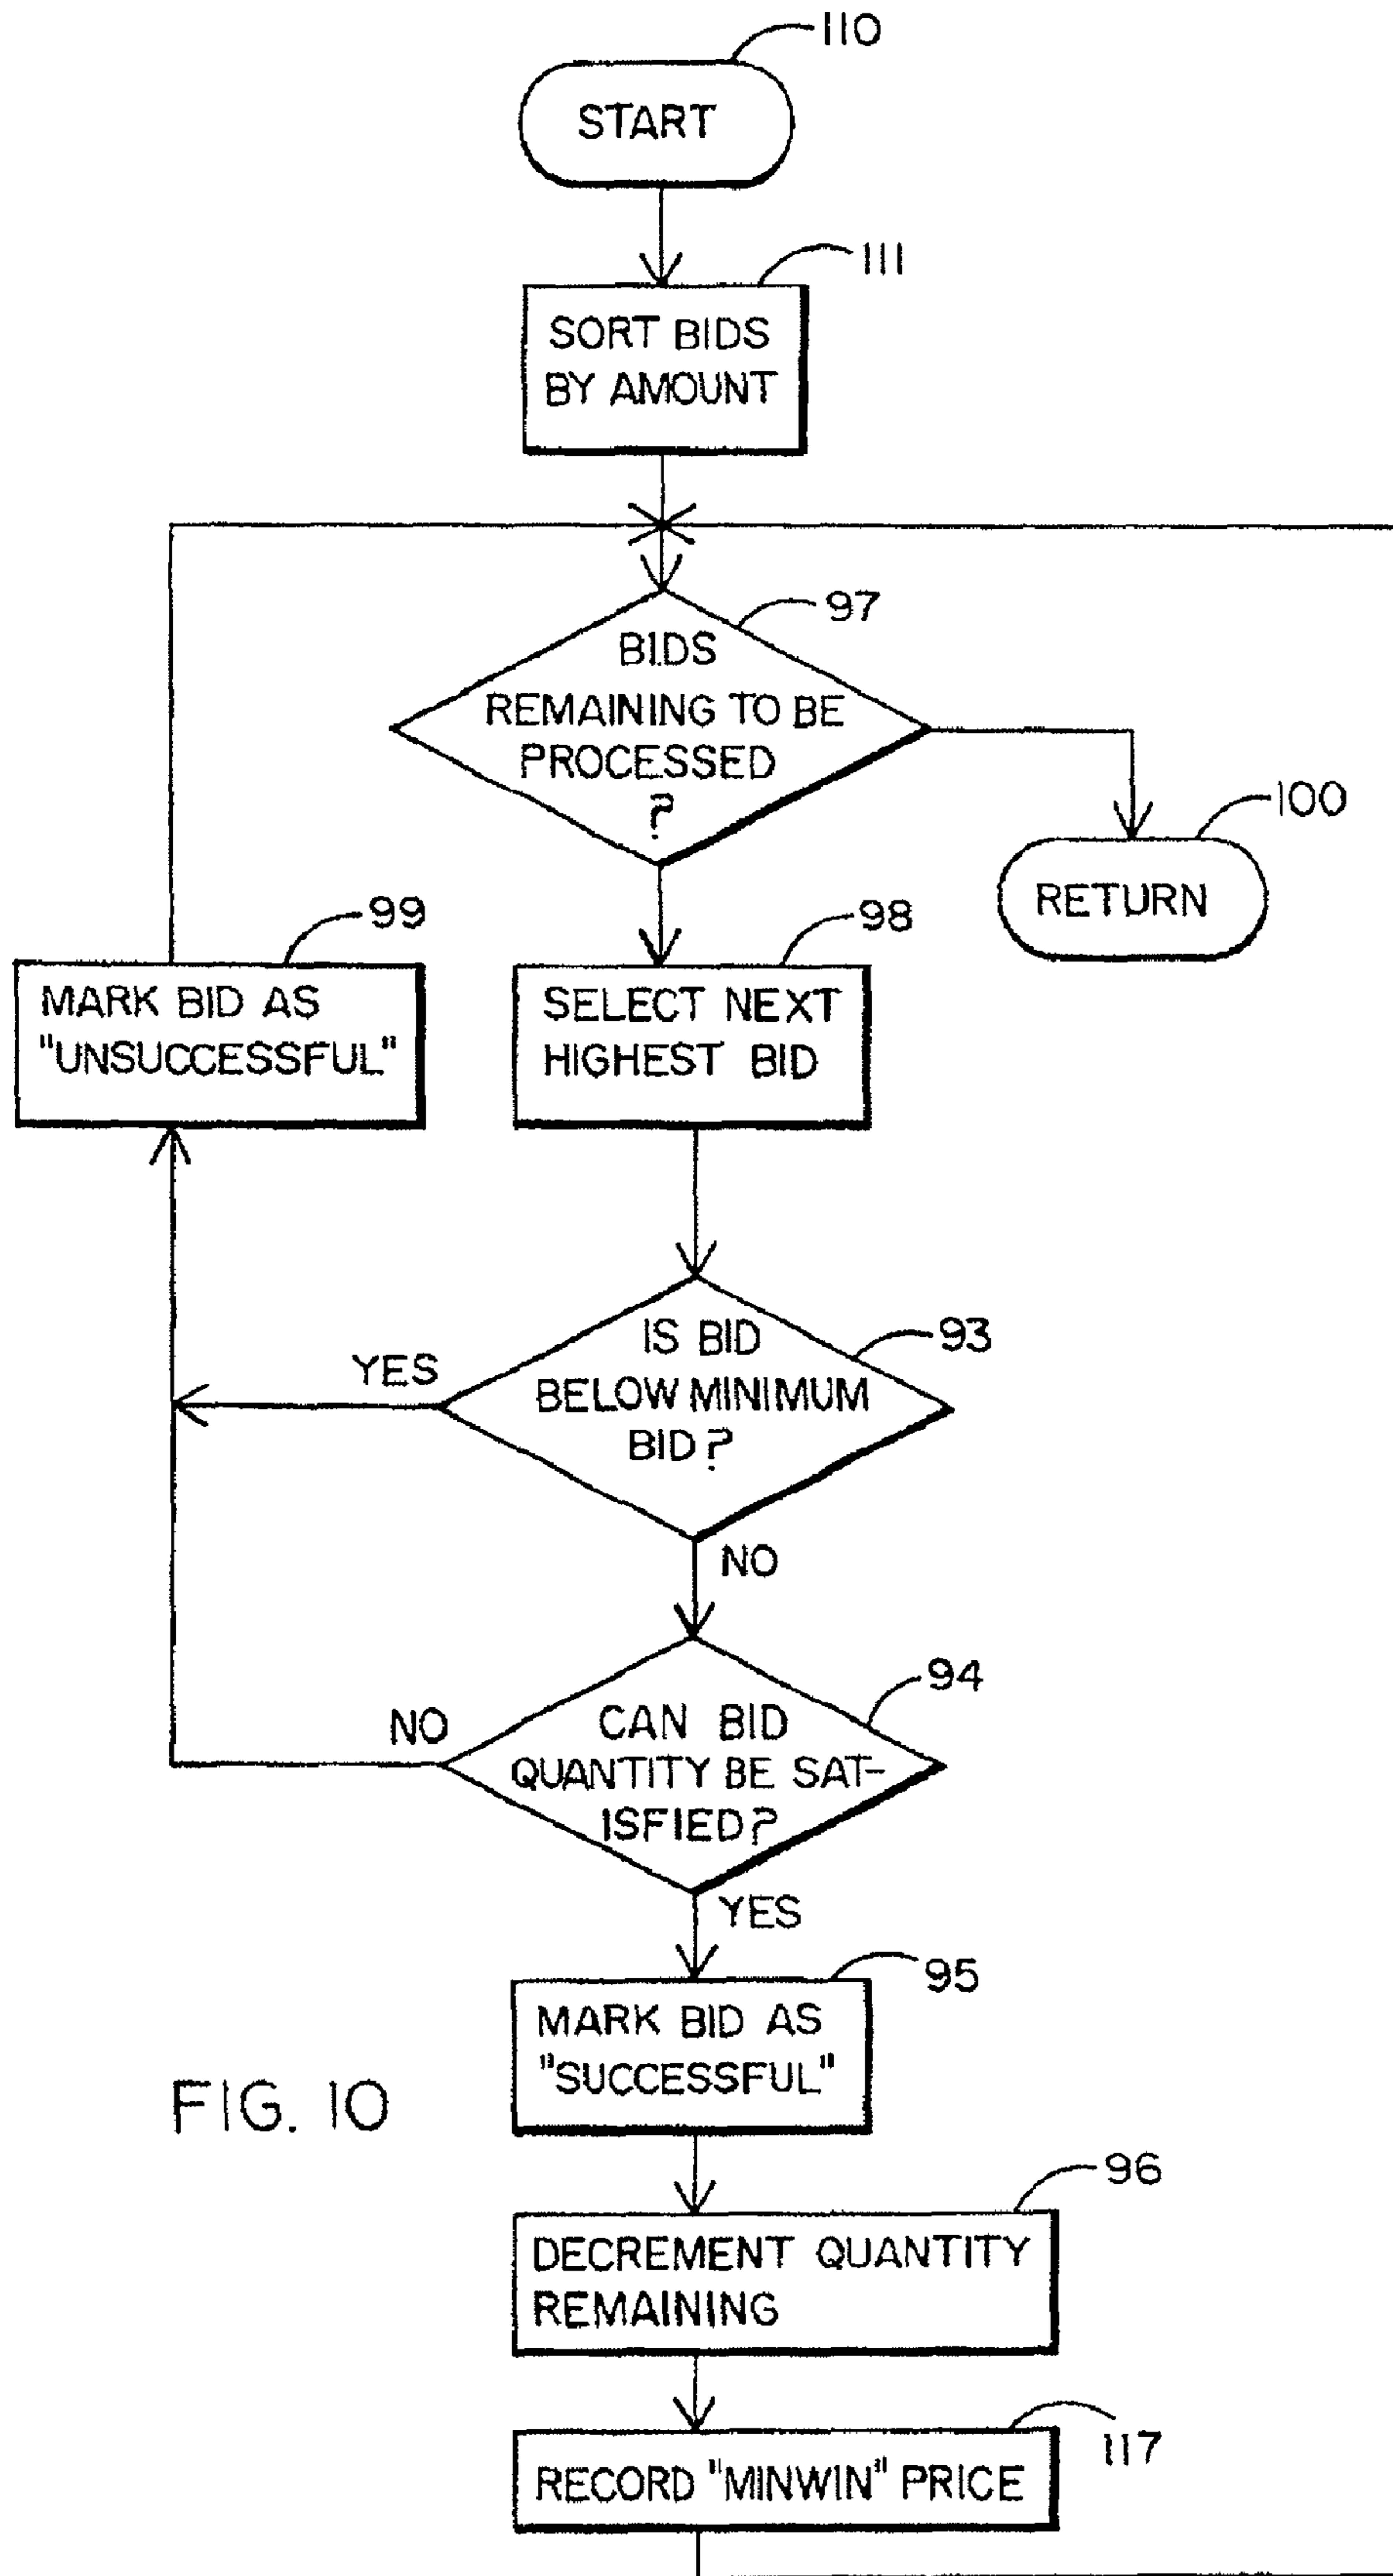 110
START
111
SORT BIDS
BY AMOUNT
97
BIDS
REMAINING TO BE
PROCESSED
?
100
RETURN
99
MARK BID AS
"UNSUCCESSFUL"
98
SELECT NEXT
HIGHEST BID
93
IS BID
BELOW MINIMUM
BID?
YES
NO
94
CAN BID
QUANTITY BE SAT-
ISFIED?
NO
YES
95
MARK BID AS
"SUCCESSFUL"
FIG. 10
96
DECREMENT QUANTITY
REMAINING
117
RECORD "MINWIN" PRICE